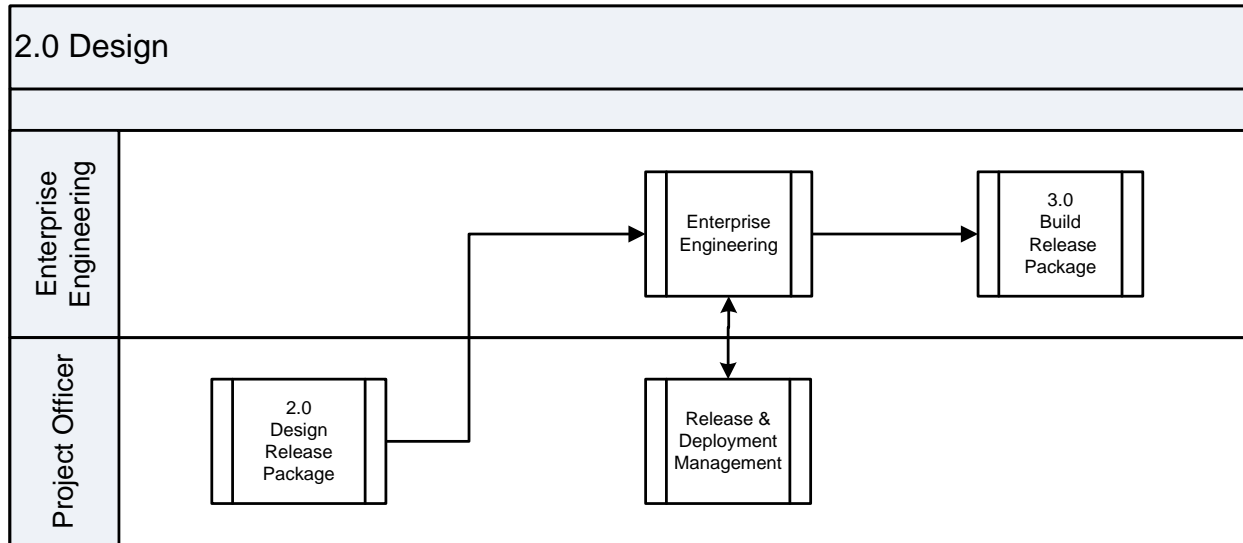 2.0 Design
Enterprise
Engineering
Enterprise
Engineering
3.0
Build
Release
Package
Project Officer
2.0
Design
Release
Package
Release &
Deployment
Management